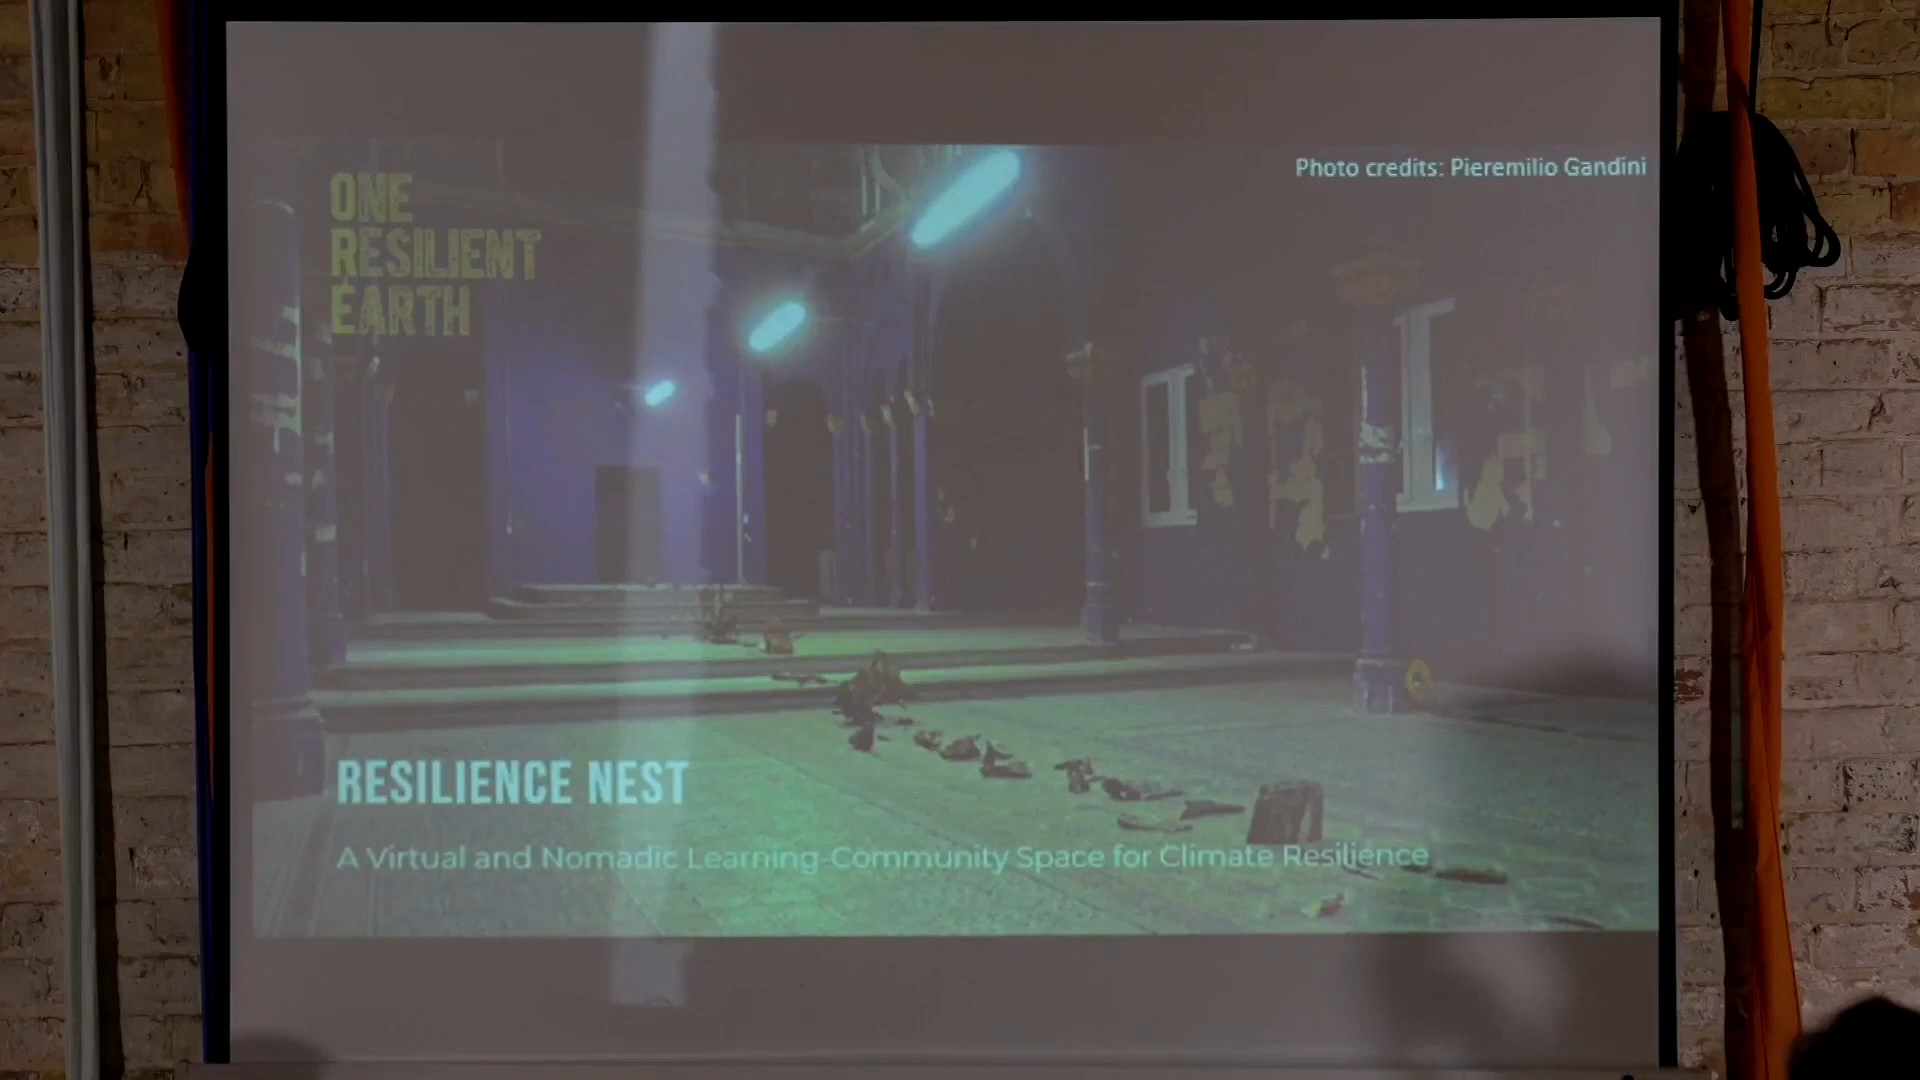 ONE
RESILIENT
EARTH
Photo credits: Pieremilio Gandini
RESILIENCE NEST
A Virtual and Nomadic Learning-Community Space for Climate Resilience